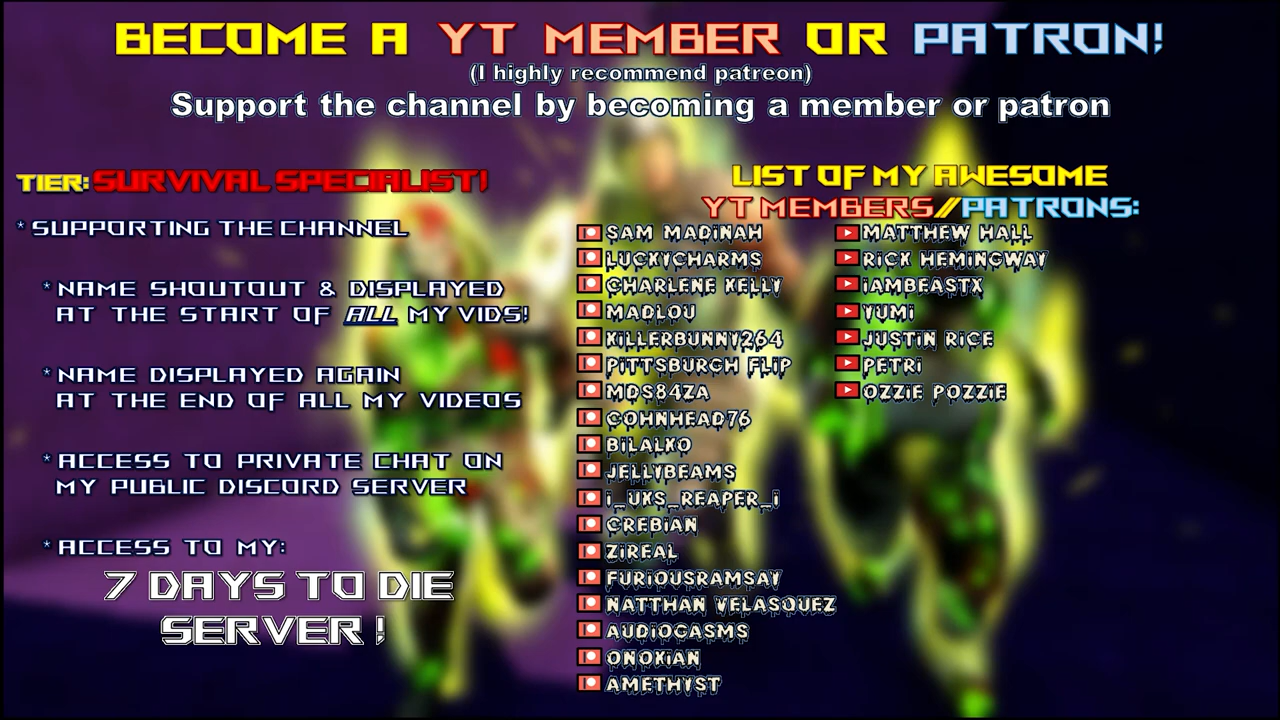 BECOME A YT MEMBER OR PATRON!
(I highly recommend patreon)
Support the channel by becoming a member or patron
TIER: SURVIVAL SPECIALIST!
* SUPPORTING THE CHANNEL
* NAME SHOUTOUT & DISPLAYED
AT THE START OF ALL MY VIDS!
* NAME DISPLAYED AGAIN
AT THE END OF ALL MY VIDEOS
* ACCESS TO PRIVATE CHAT ON
MY PUBLIC DISCORD SERVER
* ACCESS TO MY:
7 DAYS TO DIE
SERVER!
LIST OF MY AWESOME
YT MEMBERS//PATRONS:
SAM MADiNAH
LUCKYCHARMS
CHARLENE KELLY
MADLOU
KiLLERBUNNY264
PiTTSBURGH FLiP
MDS84ZA
COHNHEAD76
BiLALKO
JELLYBEAMS
i_UKS_REAPER_i
CREBiAN
ZiREAL
FURiOUSRAMSAY
NATTHAN VELASQUEZ
AUDiOGASMS
ONOKiAN
AMETHYST
MATTHEW HALL
RiCK HEMiNGWAY
iAMBEASTX
YUMi
JUSTiN RiCE
PETRi
OZZiE POZZiE